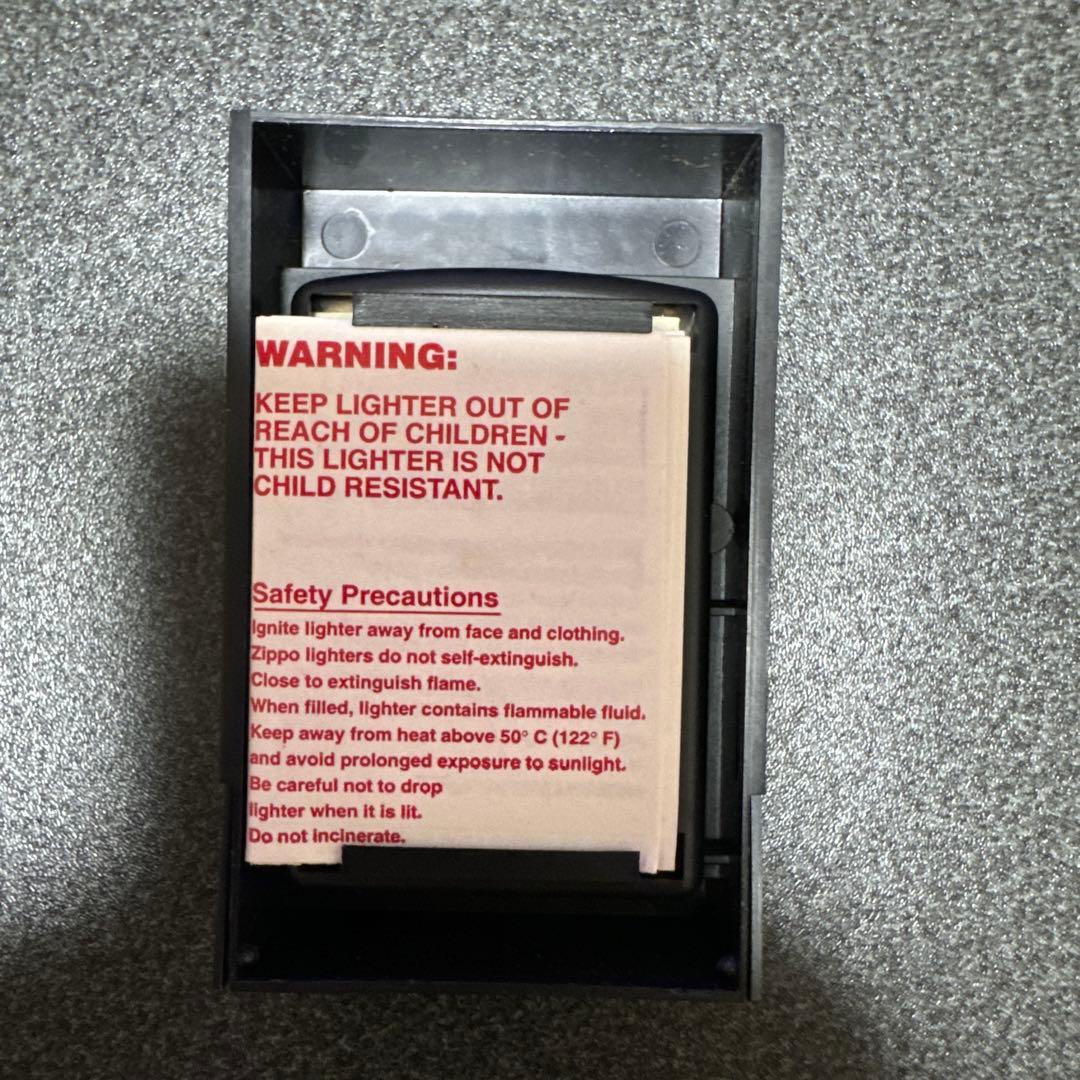 WARNING:
KEEP LIGHTER OUT OF
REACH OF CHILDREN -
THIS LIGHTER IS NOT
CHILD RESISTANT.
Safety Precautions
Ignite lighter away from face and clothing.
Zippo lighters do not self-extinguish.
Close to extinguish flame.
When filled, lighter contains flammable fluid.
Keep away from heat above 50° C (122° F)
and avoid prolonged exposure to sunlight.
Be careful not to drop
lighter when it is lit.
Do not incinerate.